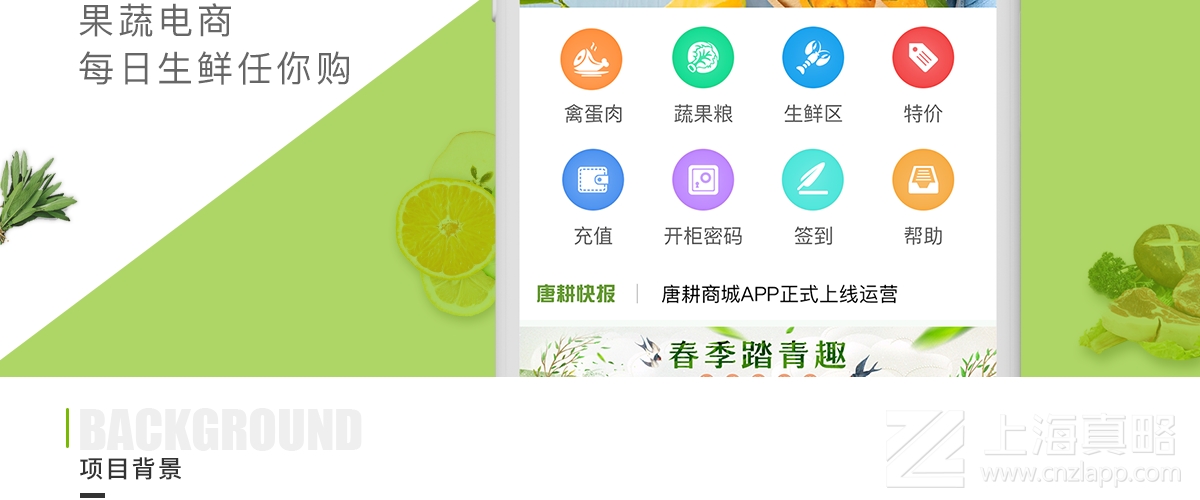 果蔬电商
每日生鲜任你购
禽蛋肉 蔬果粮 生鲜区 特价
充值 开柜密码 签到 帮助
唐耕快报 唐耕商城APP正式上线运营
春季踏青趣
BACKGROUND
项目背景
上海真略
www.cnzlapp.com